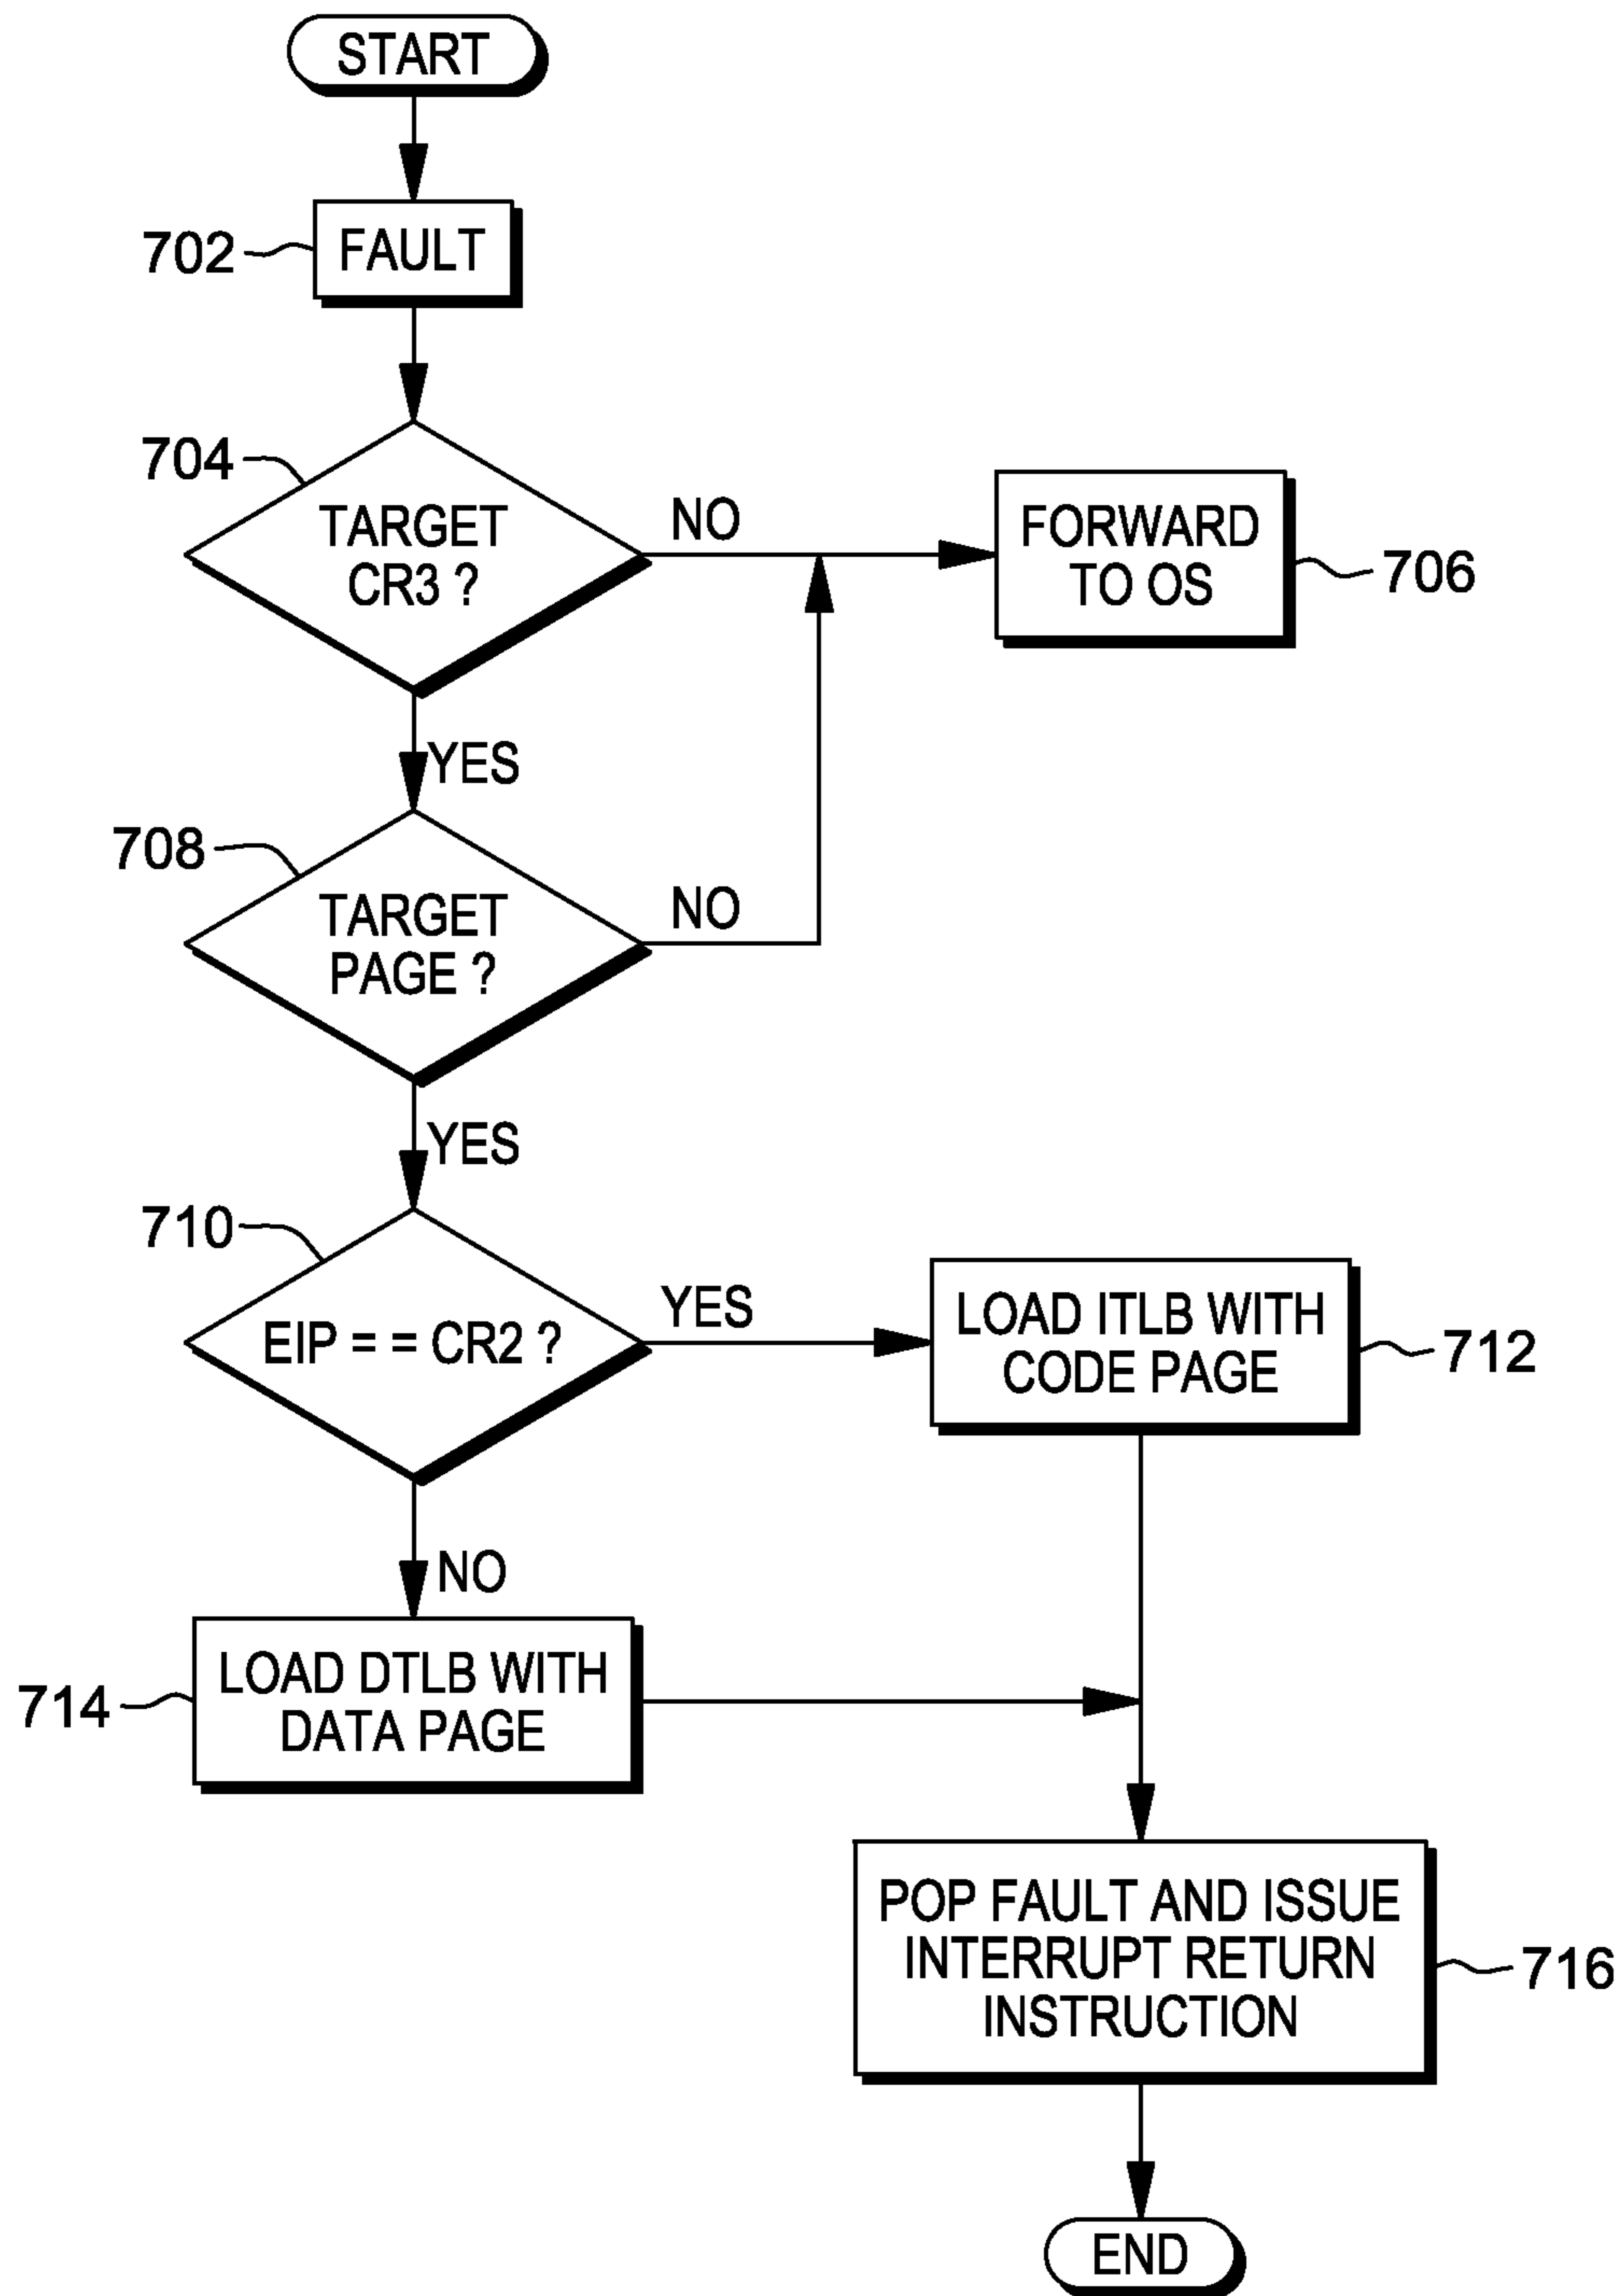 START
702
FAULT
704
TARGET
CR3 ?
NO
FORWARD
TO OS
706
YES
708
TARGET
PAGE ?
NO
YES
710
EIP = = CR2 ?
YES
LOAD ITLB WITH
CODE PAGE
712
NO
714
LOAD DTLB WITH
DATA PAGE
POP FAULT AND ISSUE
INTERRUPT RETURN
INSTRUCTION
716
END